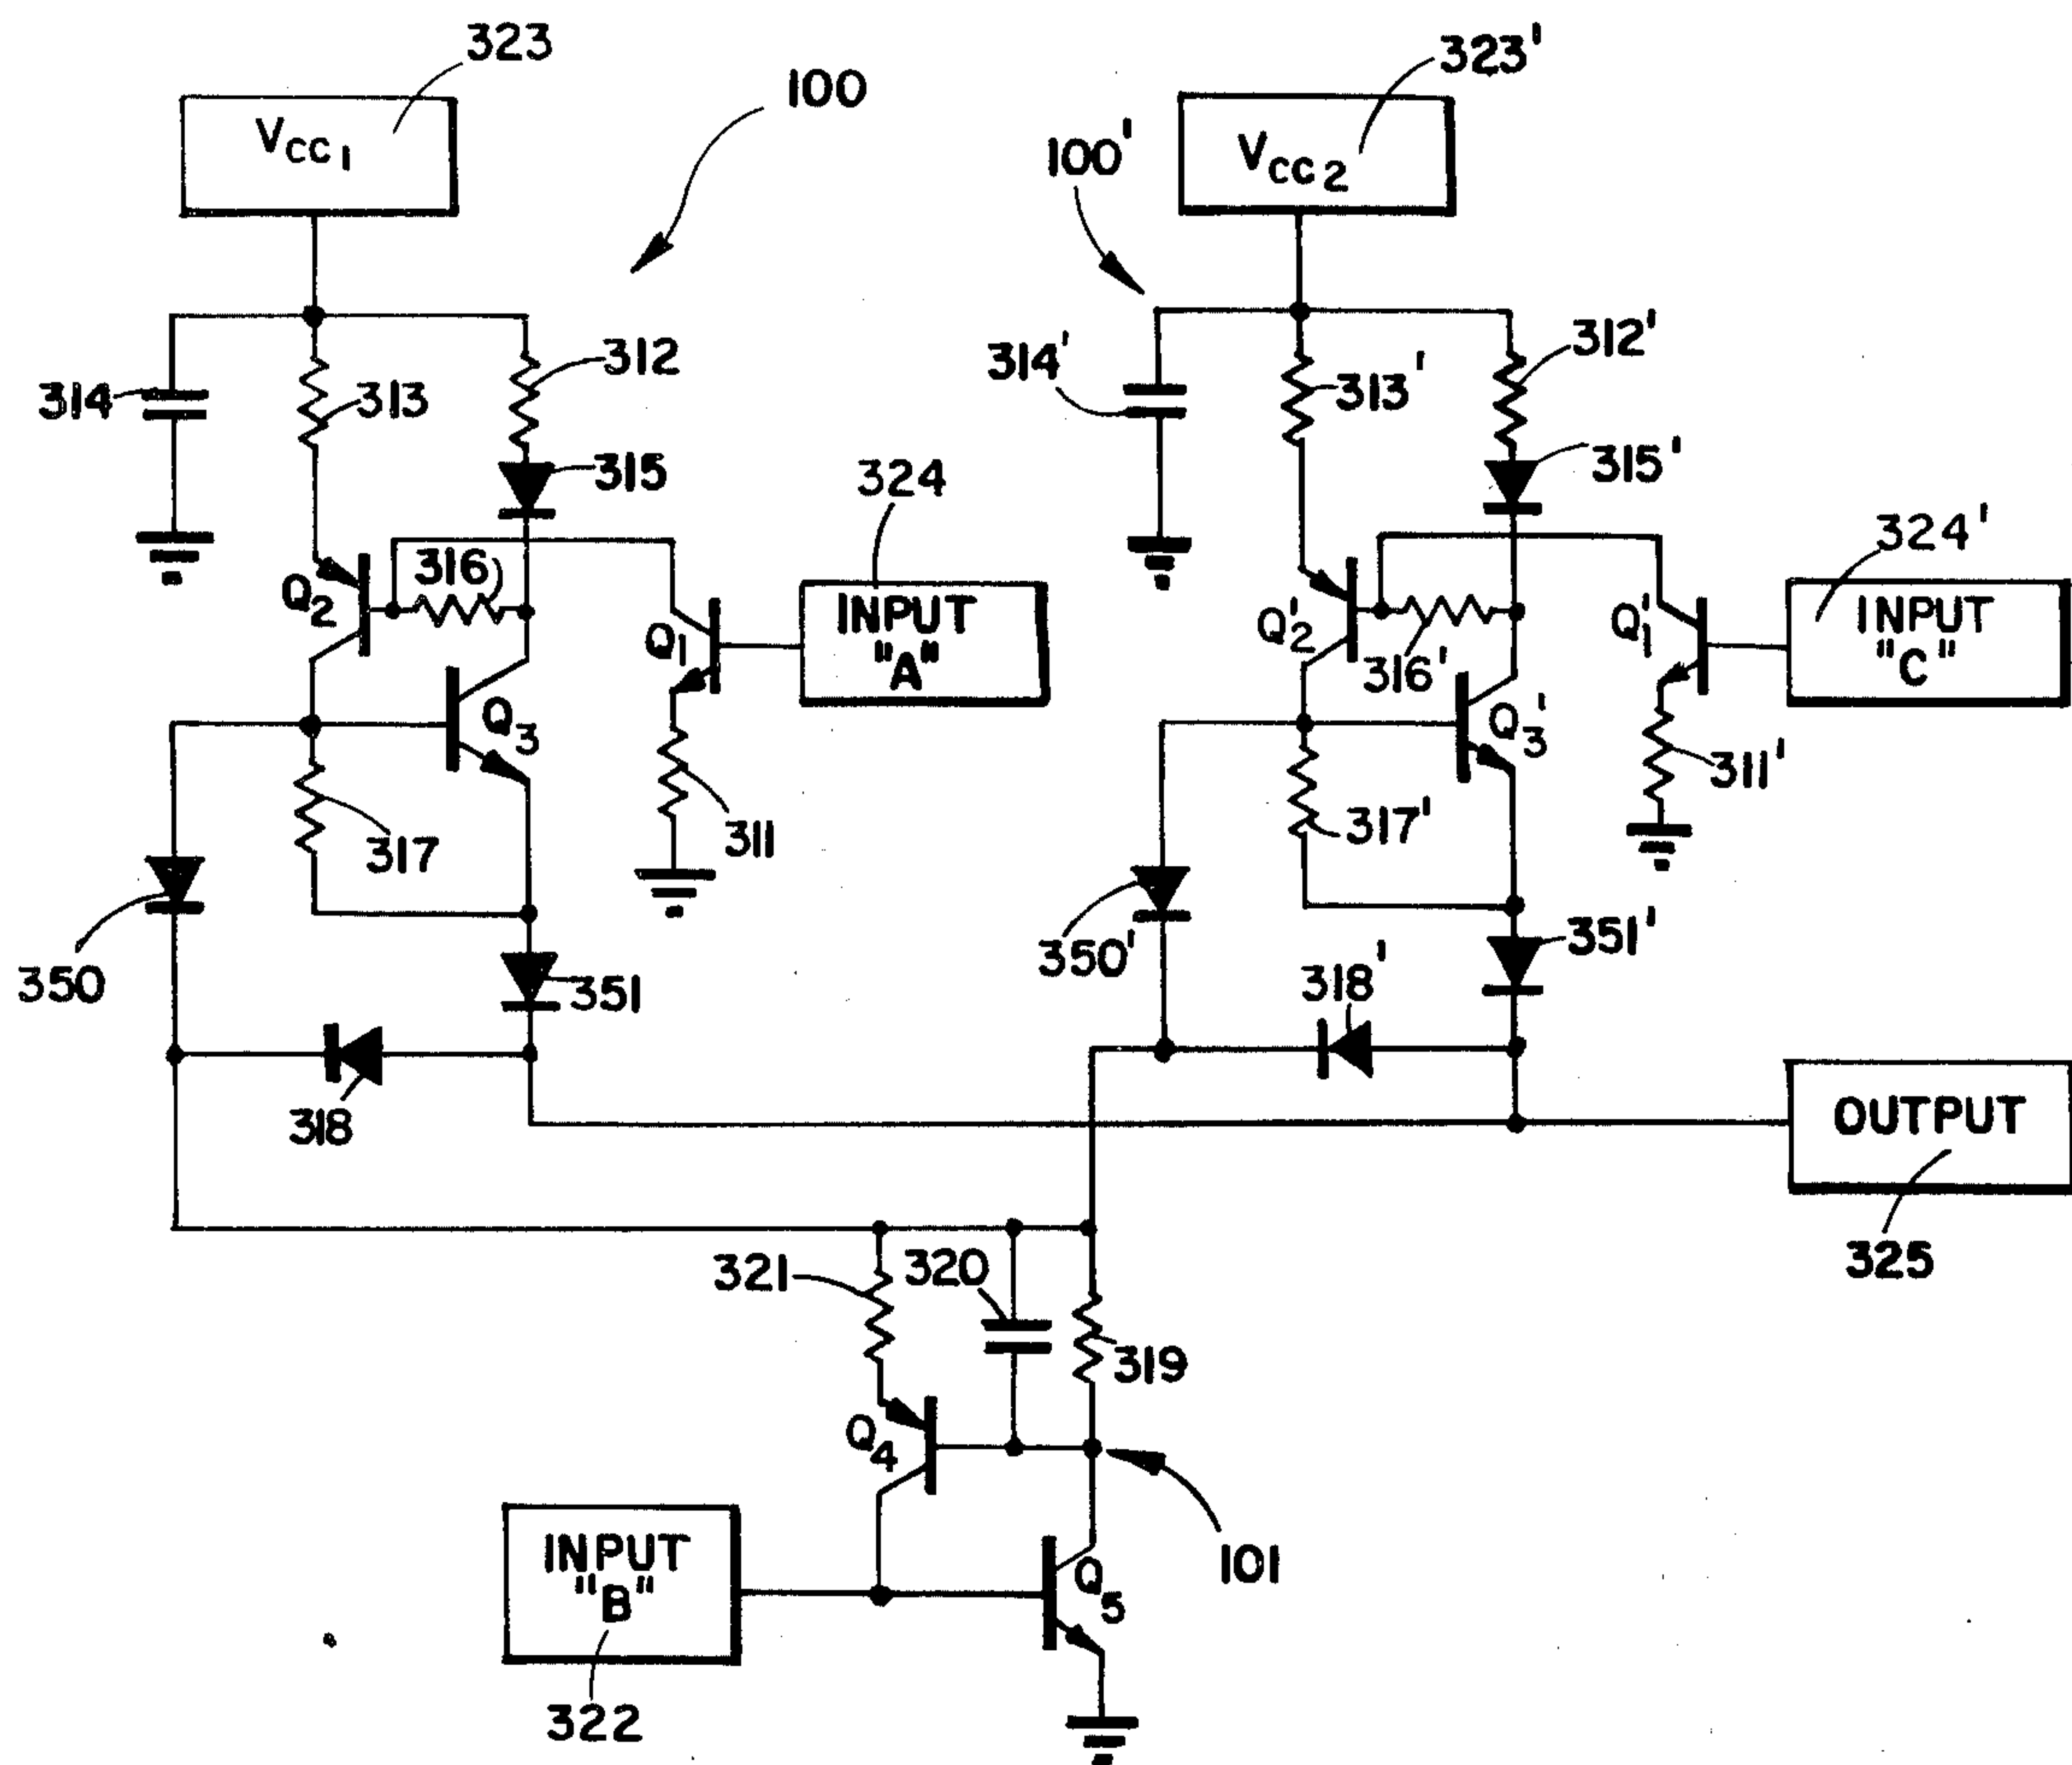 323
100
323'
VCC1
100'
VCC2
314
313
312
314'
313'
312'
315
324
315'
324'
Q2
316
Q1
INPUT
"A"
Q'2
316'
Q'1
INPUT
"C"
Q3
Q'3
317
311
317'
311'
350
351
350'
318'
351'
318
OUTPUT
325
321
320
319
Q4
INPUT
"B"
Q5
101
322